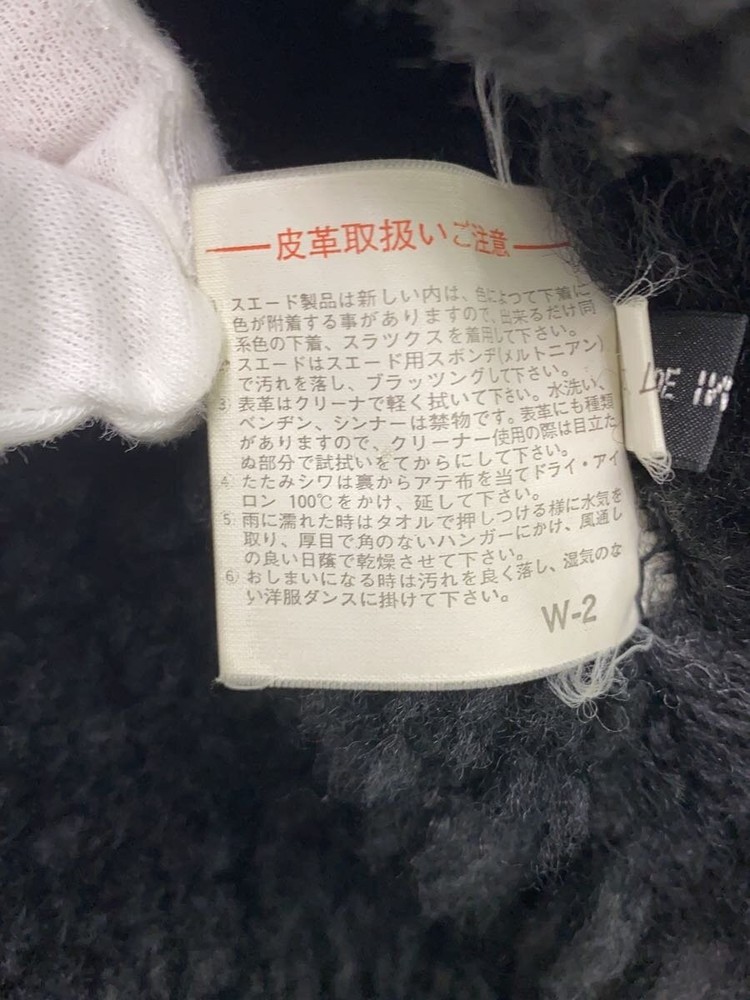 皮革取扱いご注意
スエード製品は新しい内は、色によつて下着に
色が附着する事がありますので、出来るだけ同
系色の下着、スラツクスを着用して下さい。
2) スエードはスエード用スポンヂ(メルトニアン)
で汚れを落し、ブラッツングして下さい。
3) 表革はクリーナで軽く拭いて下さい。水洗い、
ベンヂン、シンナーは禁物です。表革にも種類
がありますので、クリーナー使用の際は目立た
ぬ部分で試拭いをてからにして下さい。
4) たたみシワは裏からアテ布を当てドライ・アイ
ロン 100℃をかけ、延して下さい。
5) 雨に濡れた時はタオルで押しつける様に水気を
取り、厚目で角のないハンガーにかけ、風通し
の良い日蔭で乾燥させて下さい。
6) おしまいになる時は汚れを良く落し、湿気のな
い洋服ダンスに掛けて下さい。
W-2